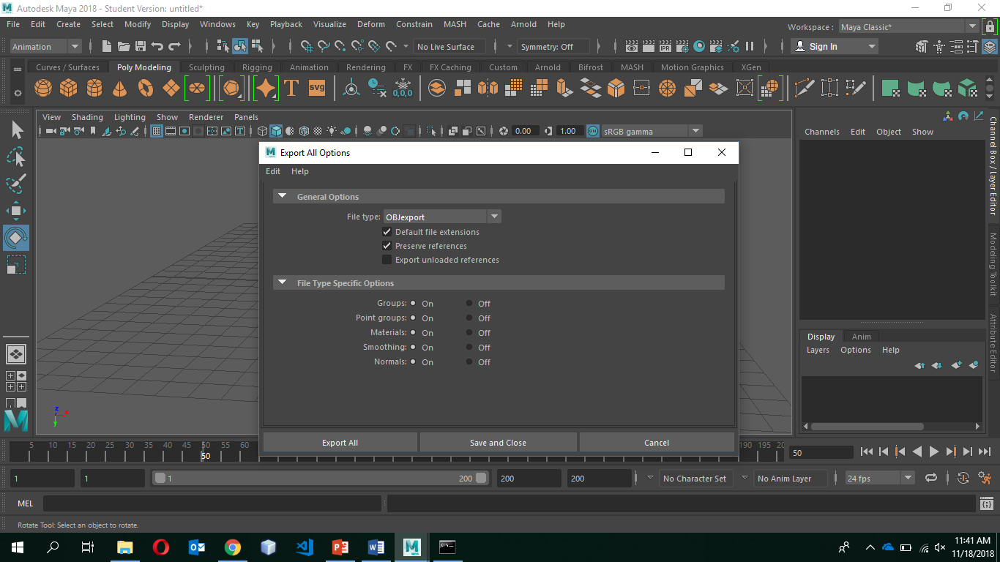 Autodesk Maya 2018 - Student Version: untitled*
File Edit Create Select Modify Display Windows Key Playback Visualize Deform Constrain MASH Cache Arnold Help
Workspace : Maya Classic*
Animation No Live Surface Symmetry: Off IPR Sign In
Curves / Surfaces Poly Modeling Sculpting Rigging Animation Rendering FX FX Caching Custom Arnold Bifrost MASH Motion Graphics XGen
T SVG 0,0,0
View Shading Lighting Show Renderer Panels
0.00 1.00 ON sRGB gamma
Channels Edit Object Show
Channel Box / Layer Editor
Modeling Toolkit
Attribute Editor
Export All Options
Edit Help
General Options
File type: OBJexport
Default file extensions
Preserve references
Export unloaded references
File Type Specific Options
Groups: On Off
Point groups: On Off
Materials: On Off
Smoothing: On Off
Normals: On Off
Export All Save and Close Cancel
Display Anim
Layers Options Help
z x y
5 10 15 20 25 30 35 40 45 50 55 60 190 195 20
50 50
1 1 1 200 200 200 No Character Set No Anim Layer 24 fps
MEL
Rotate Tool: Select an object to rotate.
11:41 AM
11/18/2018